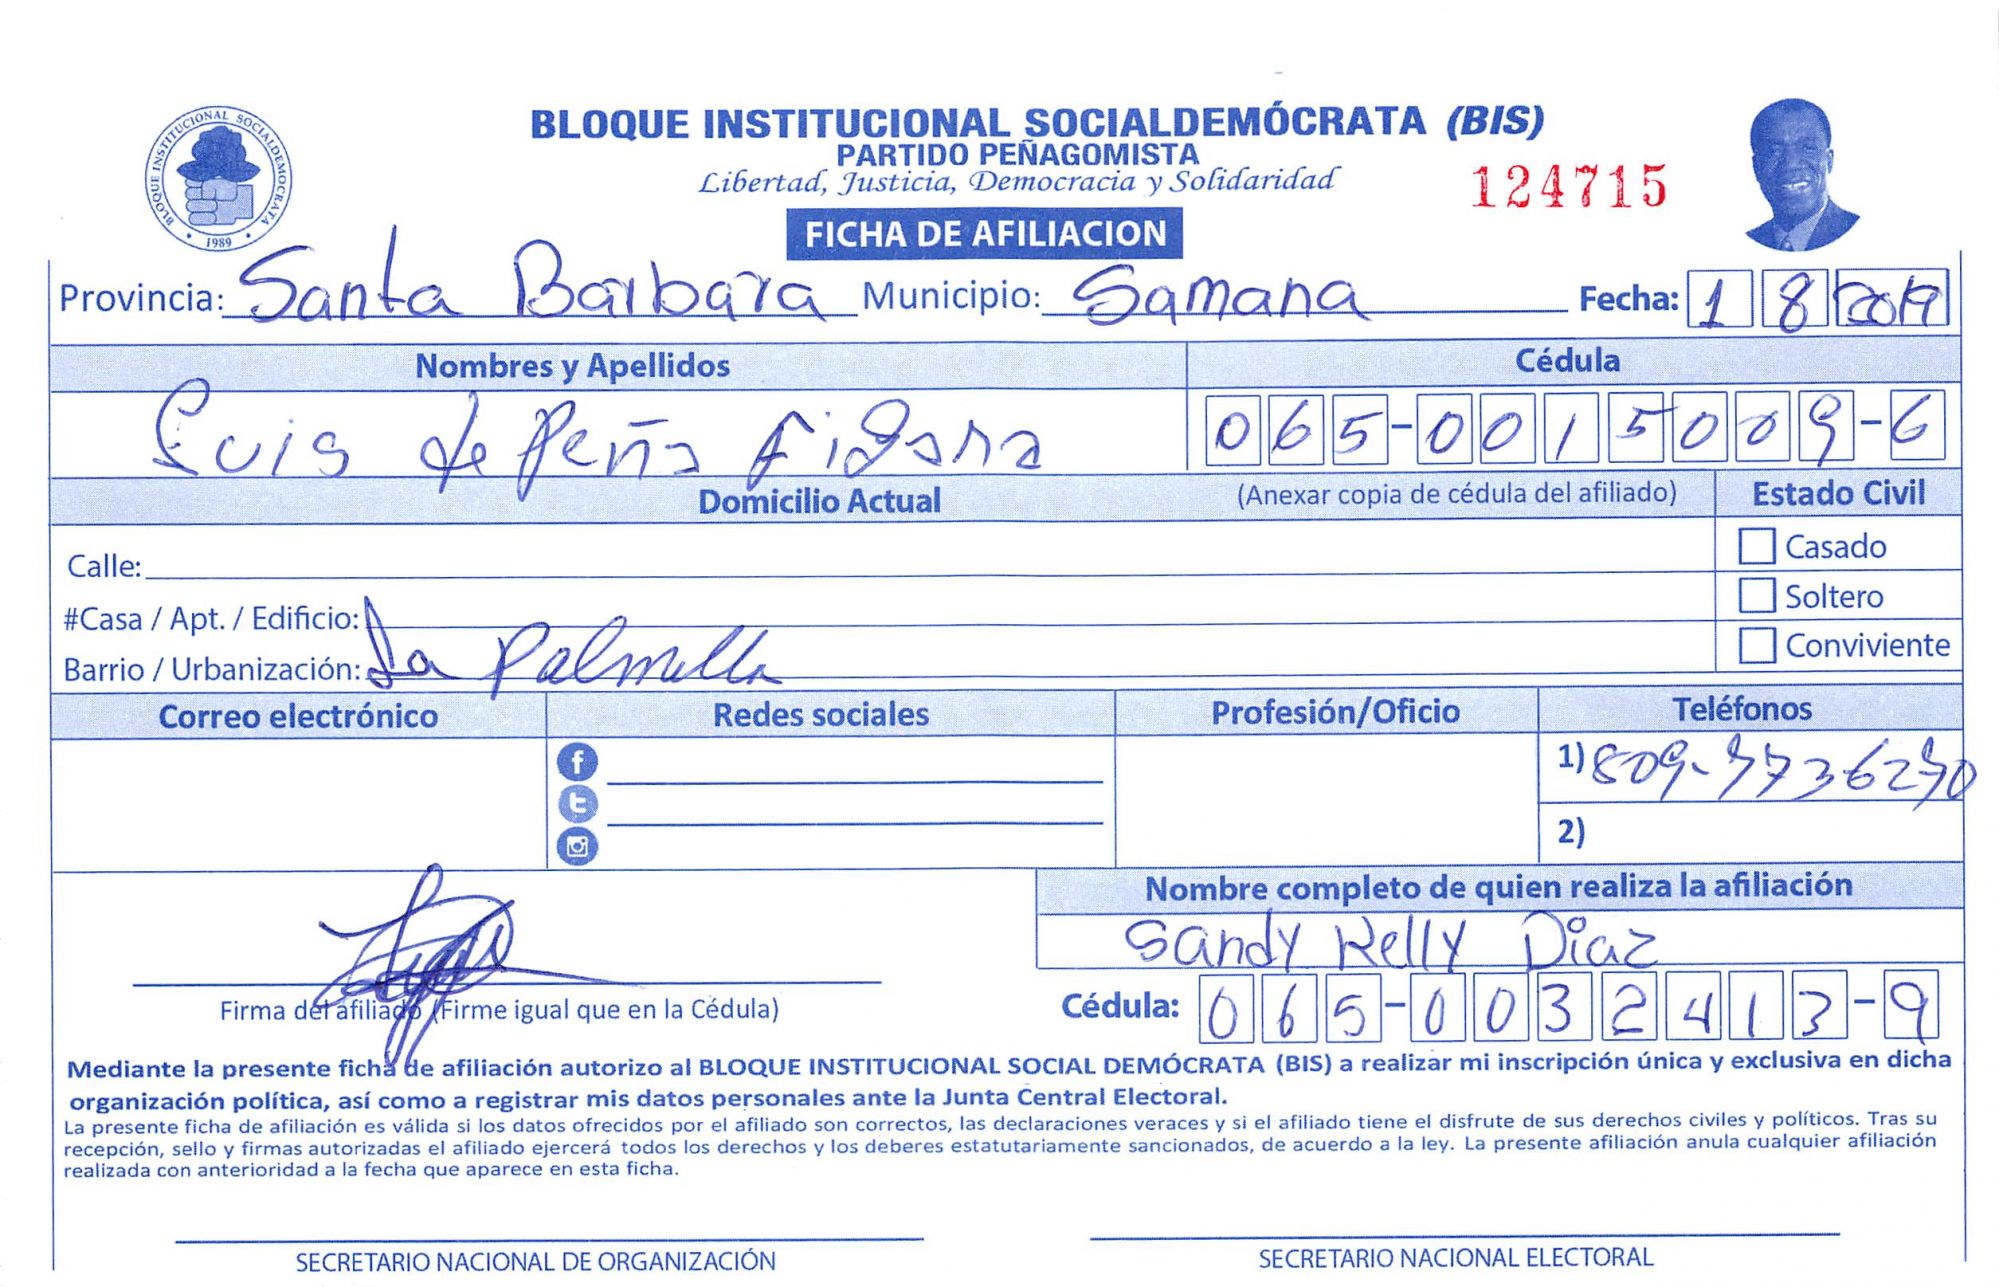 BLOQUE INSTITUCIONAL SOCIALDEMÓCRATA (BIS)
PARTIDO PEÑAGOMISTA
Libertad, Justicia, Democracia y Solidaridad
124715
BLOQUE INSTITUCIONAL SOCIALDEMOCRATA
1989
FICHA DE AFILIACION
Provincia: Santa Barbara Municipio: Samana Fecha: 1 8 2019
Nombres y Apellidos Cédula
Luis de Peña 065-0015009-6
Domicilio Actual (Anexar copia de cédula del afiliado) Estado Civil
Calle: Casado
#Casa / Apt. / Edificio: Soltero
Barrio / Urbanización: La Palmilla Conviviente
Correo electrónico Redes sociales Profesión/Oficio Teléfonos
1) 809-
2)
Nombre completo de quien realiza la afiliación
Sandy Kelly Diaz
Firma del afiliado (Firme igual que en la Cédula) Cédula: 065-0032413-9
Mediante la presente ficha de afiliación autorizo al BLOQUE INSTITUCIONAL SOCIAL DEMÓCRATA (BIS) a realizar mi inscripción única y exclusiva en dicha
organización política, así como a registrar mis datos personales ante la Junta Central Electoral.
La presente ficha de afiliación es válida si los datos ofrecidos por el afiliado son correctos, las declaraciones veraces y si el afiliado tiene el disfrute de sus derechos civiles y políticos. Tras su
recepción, sello y firmas autorizadas el afiliado ejercerá todos los derechos y los deberes estatutariamente sancionados, de acuerdo a la ley. La presente afiliación anula cualquier afiliación
realizada con anterioridad a la fecha que aparece en esta ficha.
SECRETARIO NACIONAL DE ORGANIZACIÓN SECRETARIO NACIONAL ELECTORAL